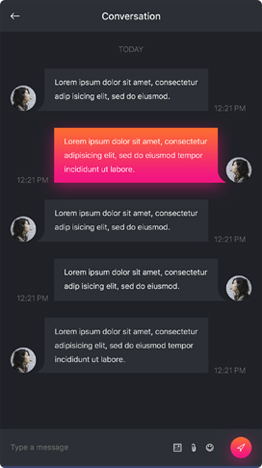 Conversation
TODAY
Lorem ipsum dolor sit amet, consectetur
adip isicing elit, sed do eiusmod.
12:21 PM
Lorem ipsum dolor sit amet, consectetur
adipisicing elit, sed do eiusmod tempor
incididunt ut labore.
12:21 PM
Lorem ipsum dolor sit amet, consectetur
adip isicing elit, sed do eiusmod.
12:21 PM
Lorem ipsum dolor sit amet, consectetur
adip isicing elit, sed do eiusmod.
12:21 PM
Lorem ipsum dolor sit amet, consectetur
adipisicing elit, sed do eiusmod tempor
incididunt ut labore.
12:21 PM
Type a message